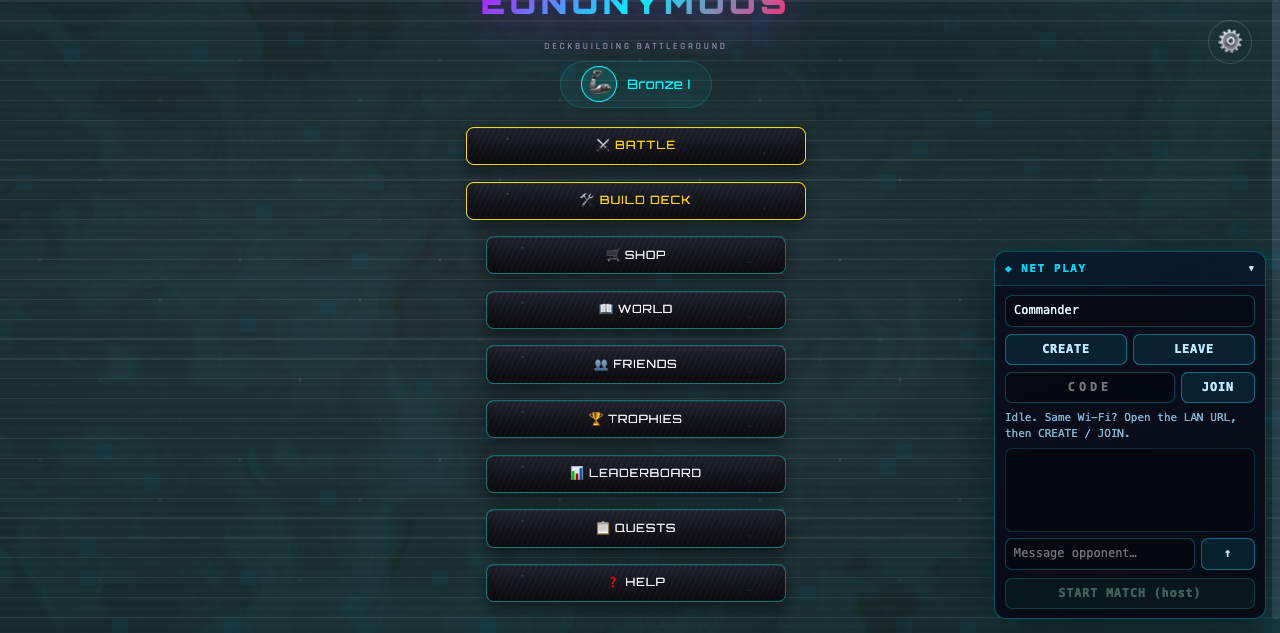 EUNONYMOUS
DECKBUILDING BATTLEGROUND
Bronze I
BATTLE
BUILD DECK
SHOP
WORLD
FRIENDS
TROPHIES
LEADERBOARD
QUESTS
HELP
NET PLAY
Commander
CREATE LEAVE
CODE JOIN
Idle. Same Wi-Fi? Open the LAN URL,
then CREATE / JOIN.
Message opponent… ↑
START MATCH (host)